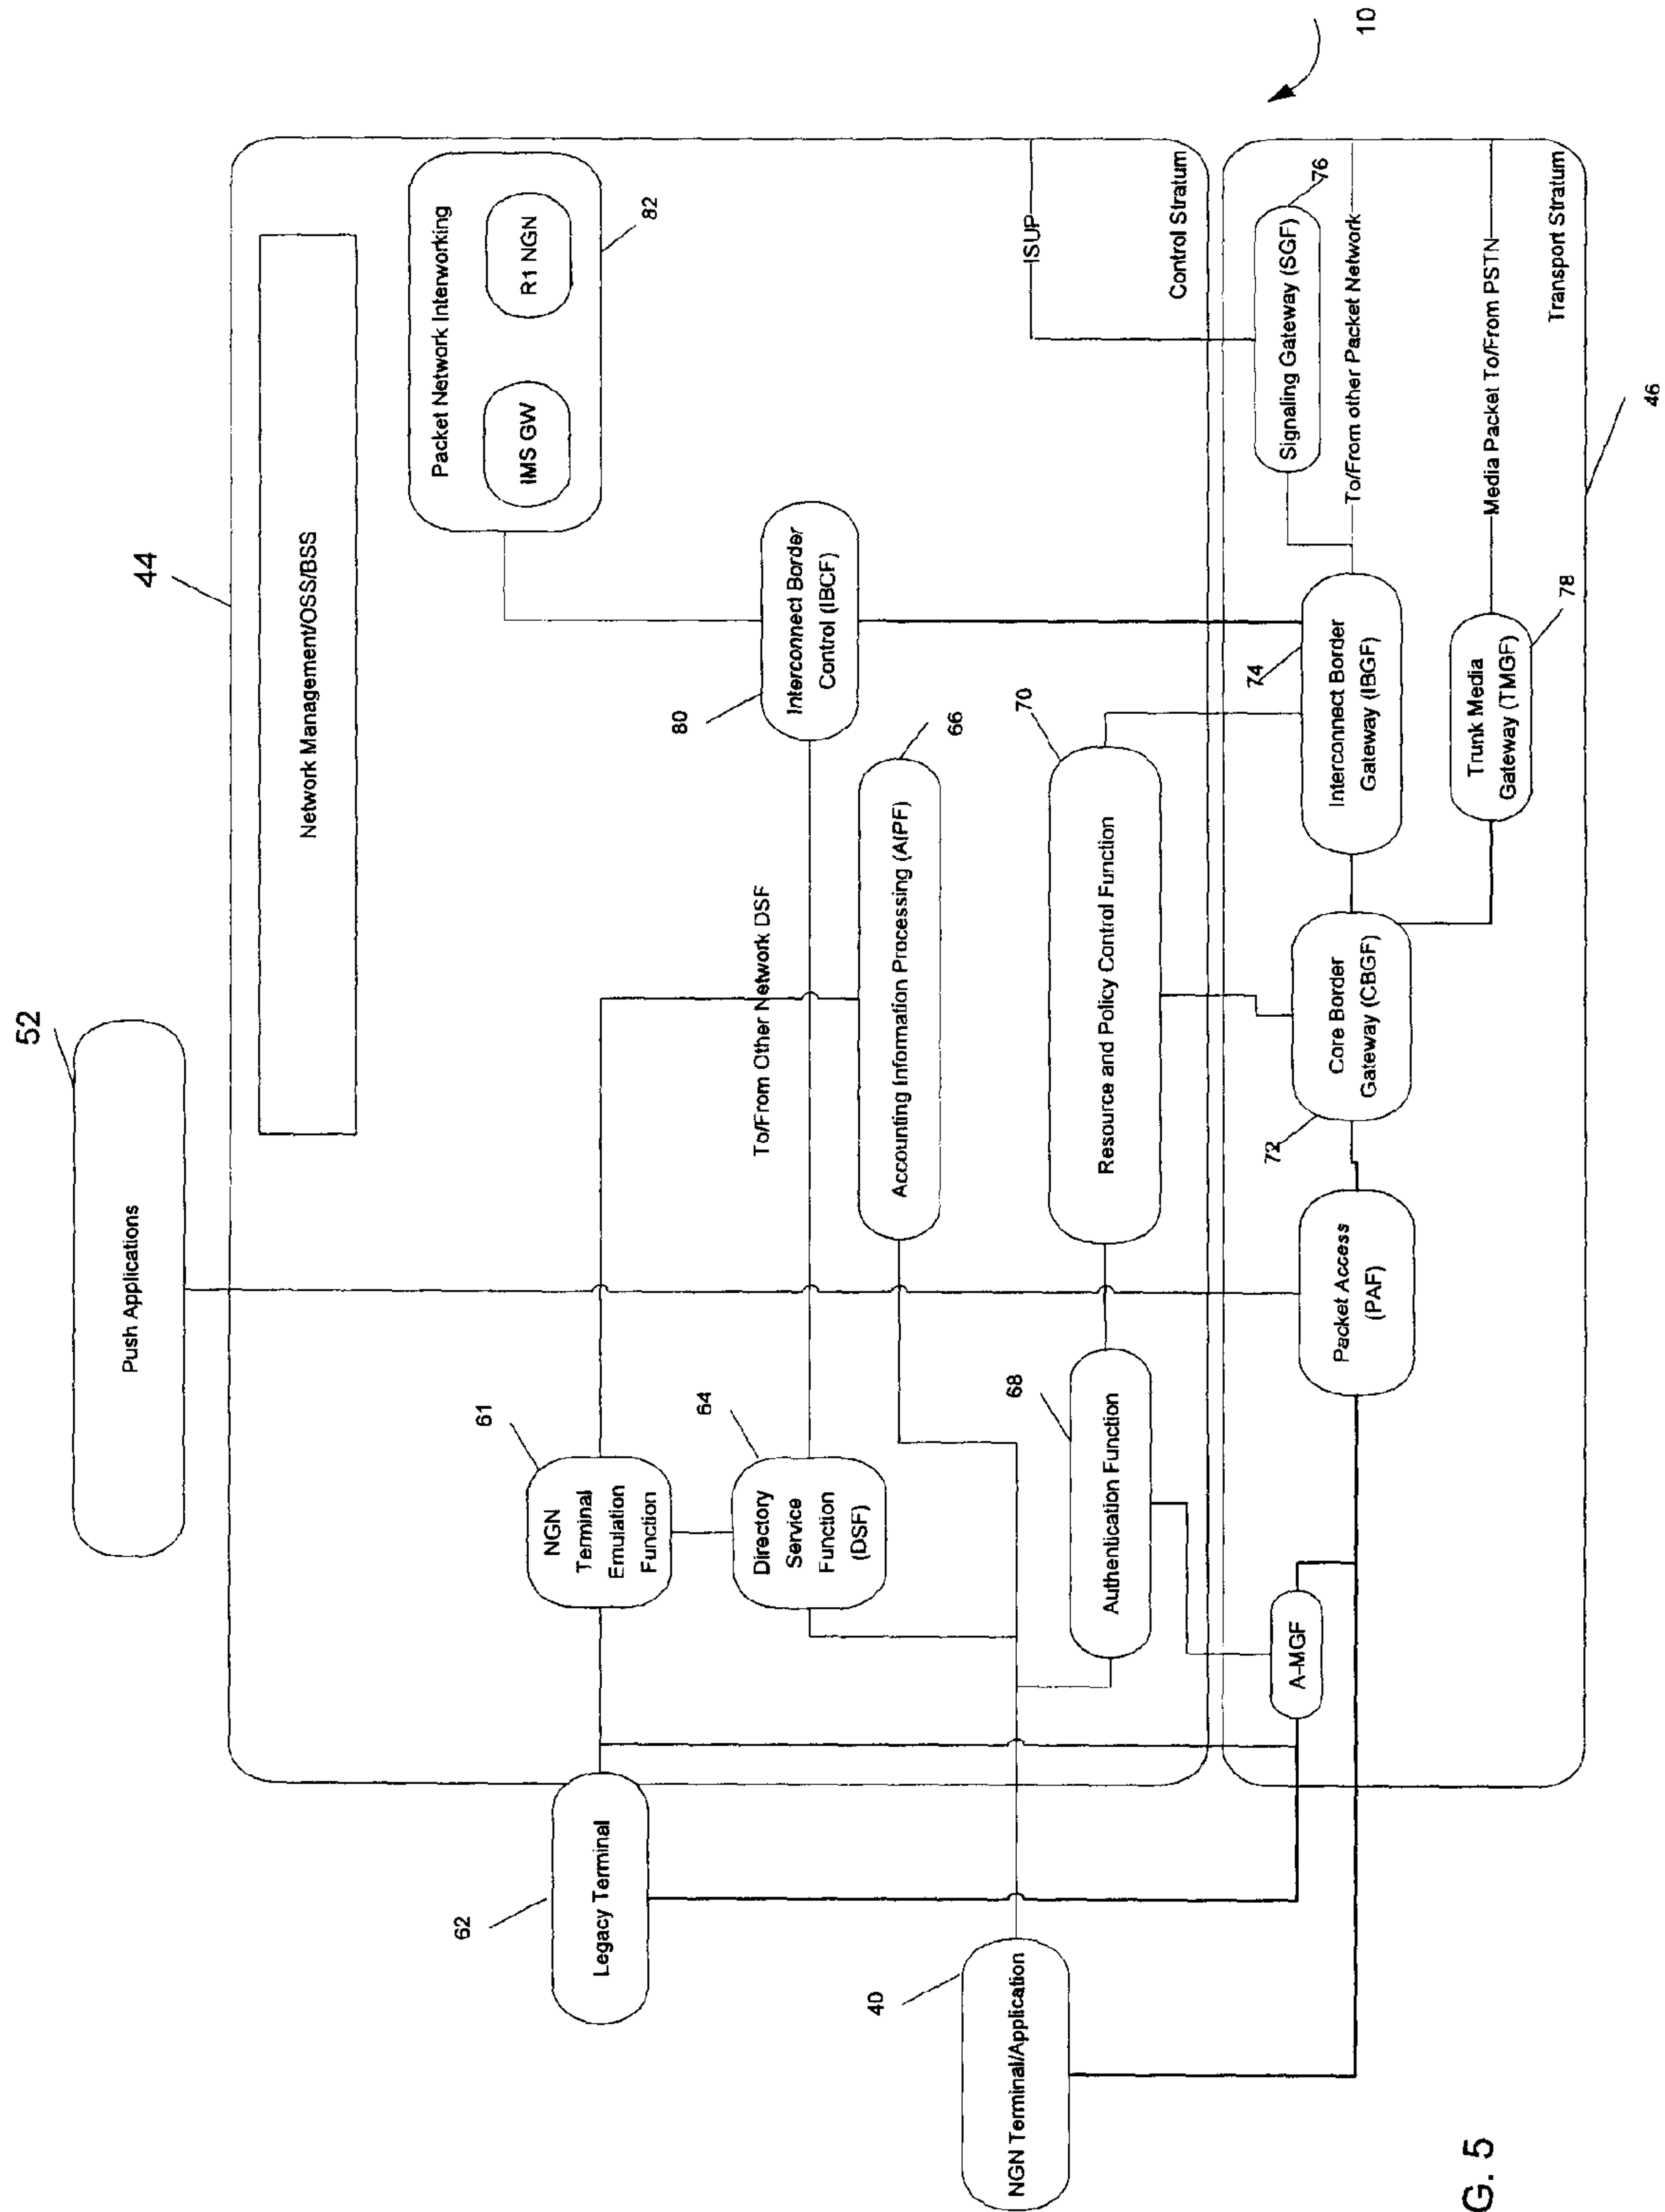 52
Push Applications
44
Network Management/OSS/BSS
Packet Network Interworking
IMS GW
R1 NGN
82
62
Legacy Terminal
61
NGN
Terminal
Emulation
Function
64
Directory
Service
Function
(DSF)
To/From Other Network DSF
80
Interconnect Border
Control (IBCF)
66
Accounting Information Processing (AIPF)
40
NGN Terminal/Application
68
Authentication Function
70
Resource and Policy Control Function
ISUP
Control Stratum
A-MGF
Packet Access
(PAF)
72
Core Border
Gateway (CBGF)
74
Interconnect Border
Gateway (IBGF)
Signaling Gateway (SGF)
76
To/From other Packet Network
Trunk Media
Gateway (TMGF)
78
Media Packet To/From PSTN
Transport Stratum
46
10
G. 5